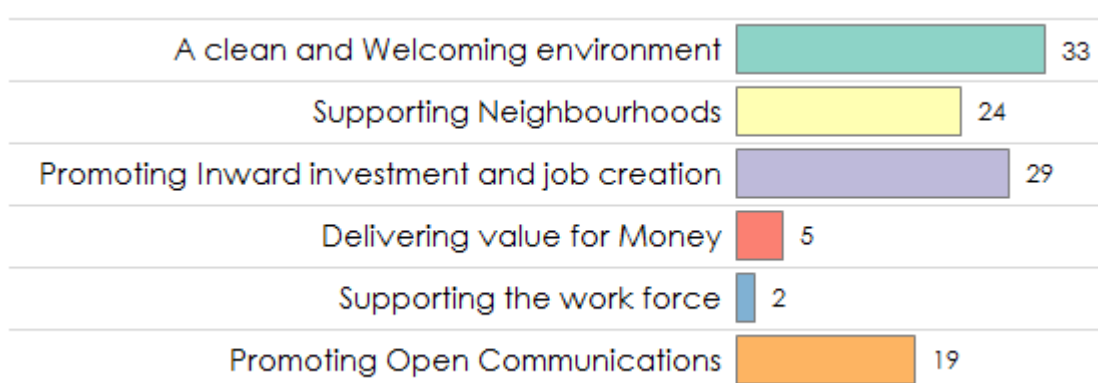 A clean and Welcoming environment 33
Supporting Neighbourhoods 24
Promoting Inward investment and job creation 29
Delivering value for Money 5
Supporting the work force 2
Promoting Open Communications 19